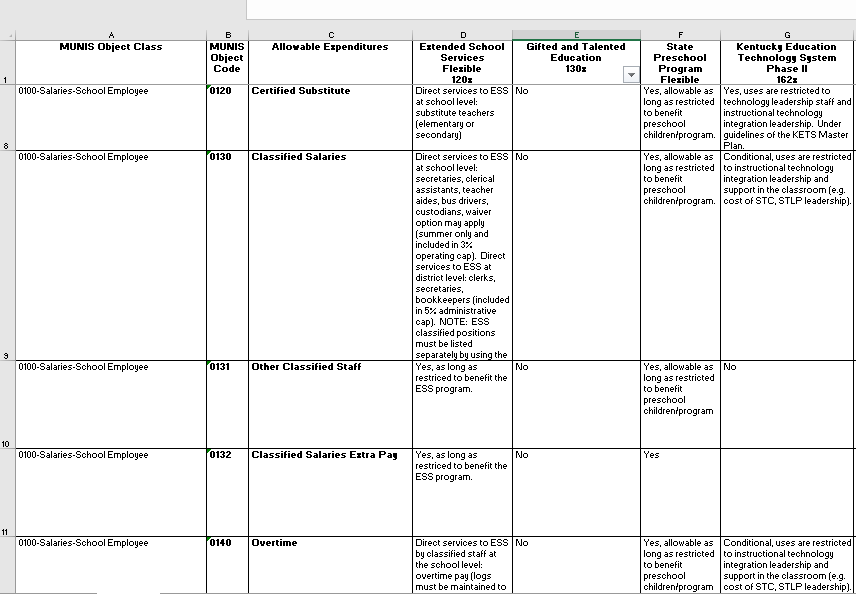 A B C D E F G
MUNIS Object Class
MUNIS
Object
Code
Allowable Expenditures
Extended School
Services
Flexible
120x
Gifted and Talented
Education
130x
State
Preschool
Program
Flexible
Kentucky Education
Technology System
Phase II
162x
1
0100-Salaries-School Employee
0120
Certified Substitute
Direct services to ESS
at school level:
substitute teachers
(elementary or
secondary)
No
Yes, allowable as
long as restricted
to benefit
preschool
children/program.
Yes, uses are restricted to
technology leadership staff and
instructional technology
integration leadership. Under
guidelines of the KETS Master
Plan.
8
0100-Salaries-School Employee
0130
Classified Salaries
Direct services to ESS
at school level:
secretaries, clerical
assistants, teacher
aides, bus drivers,
custodians, waiver
option may apply
(summer only and
included in 3%
operating cap). Direct
services to ESS at
district level: clerks,
secretaries,
bookkeepers (included
in 5% administrative
cap). NOTE: ESS
classified positions
must be listed
separately by using the
No
Yes, allowable as
long as restricted
to benefit
preschool
children/program.
Conditional, uses are restricted
to instructional technology
integration leadership and
support in the classroom (e.g.
cost of STC, STLP leadership).
9
0100-Salaries-School Employee
0131
Other Classified Staff
Yes, as long as
restriced to benefit the
ESS program.
No
Yes, allowable as
long as restricted
to benefit
preschool
children/program
No
10
0100-Salaries-School Employee
0132
Classified Salaries Extra Pay
Yes, as long as
restriced to benefit the
ESS program.
No
Yes
11
0100-Salaries-School Employee
0140
Overtime
Direct services to ESS
by classified staff at
the school level:
overtime pay (logs
must be maintained to
No
Yes, allowable as
long as restricted
to benefit
preschool
children/program
Conditional, uses are restricted
to instructional technology
integration leadership and
support in the classroom (e.g.
cost of STC, STLP leadership).